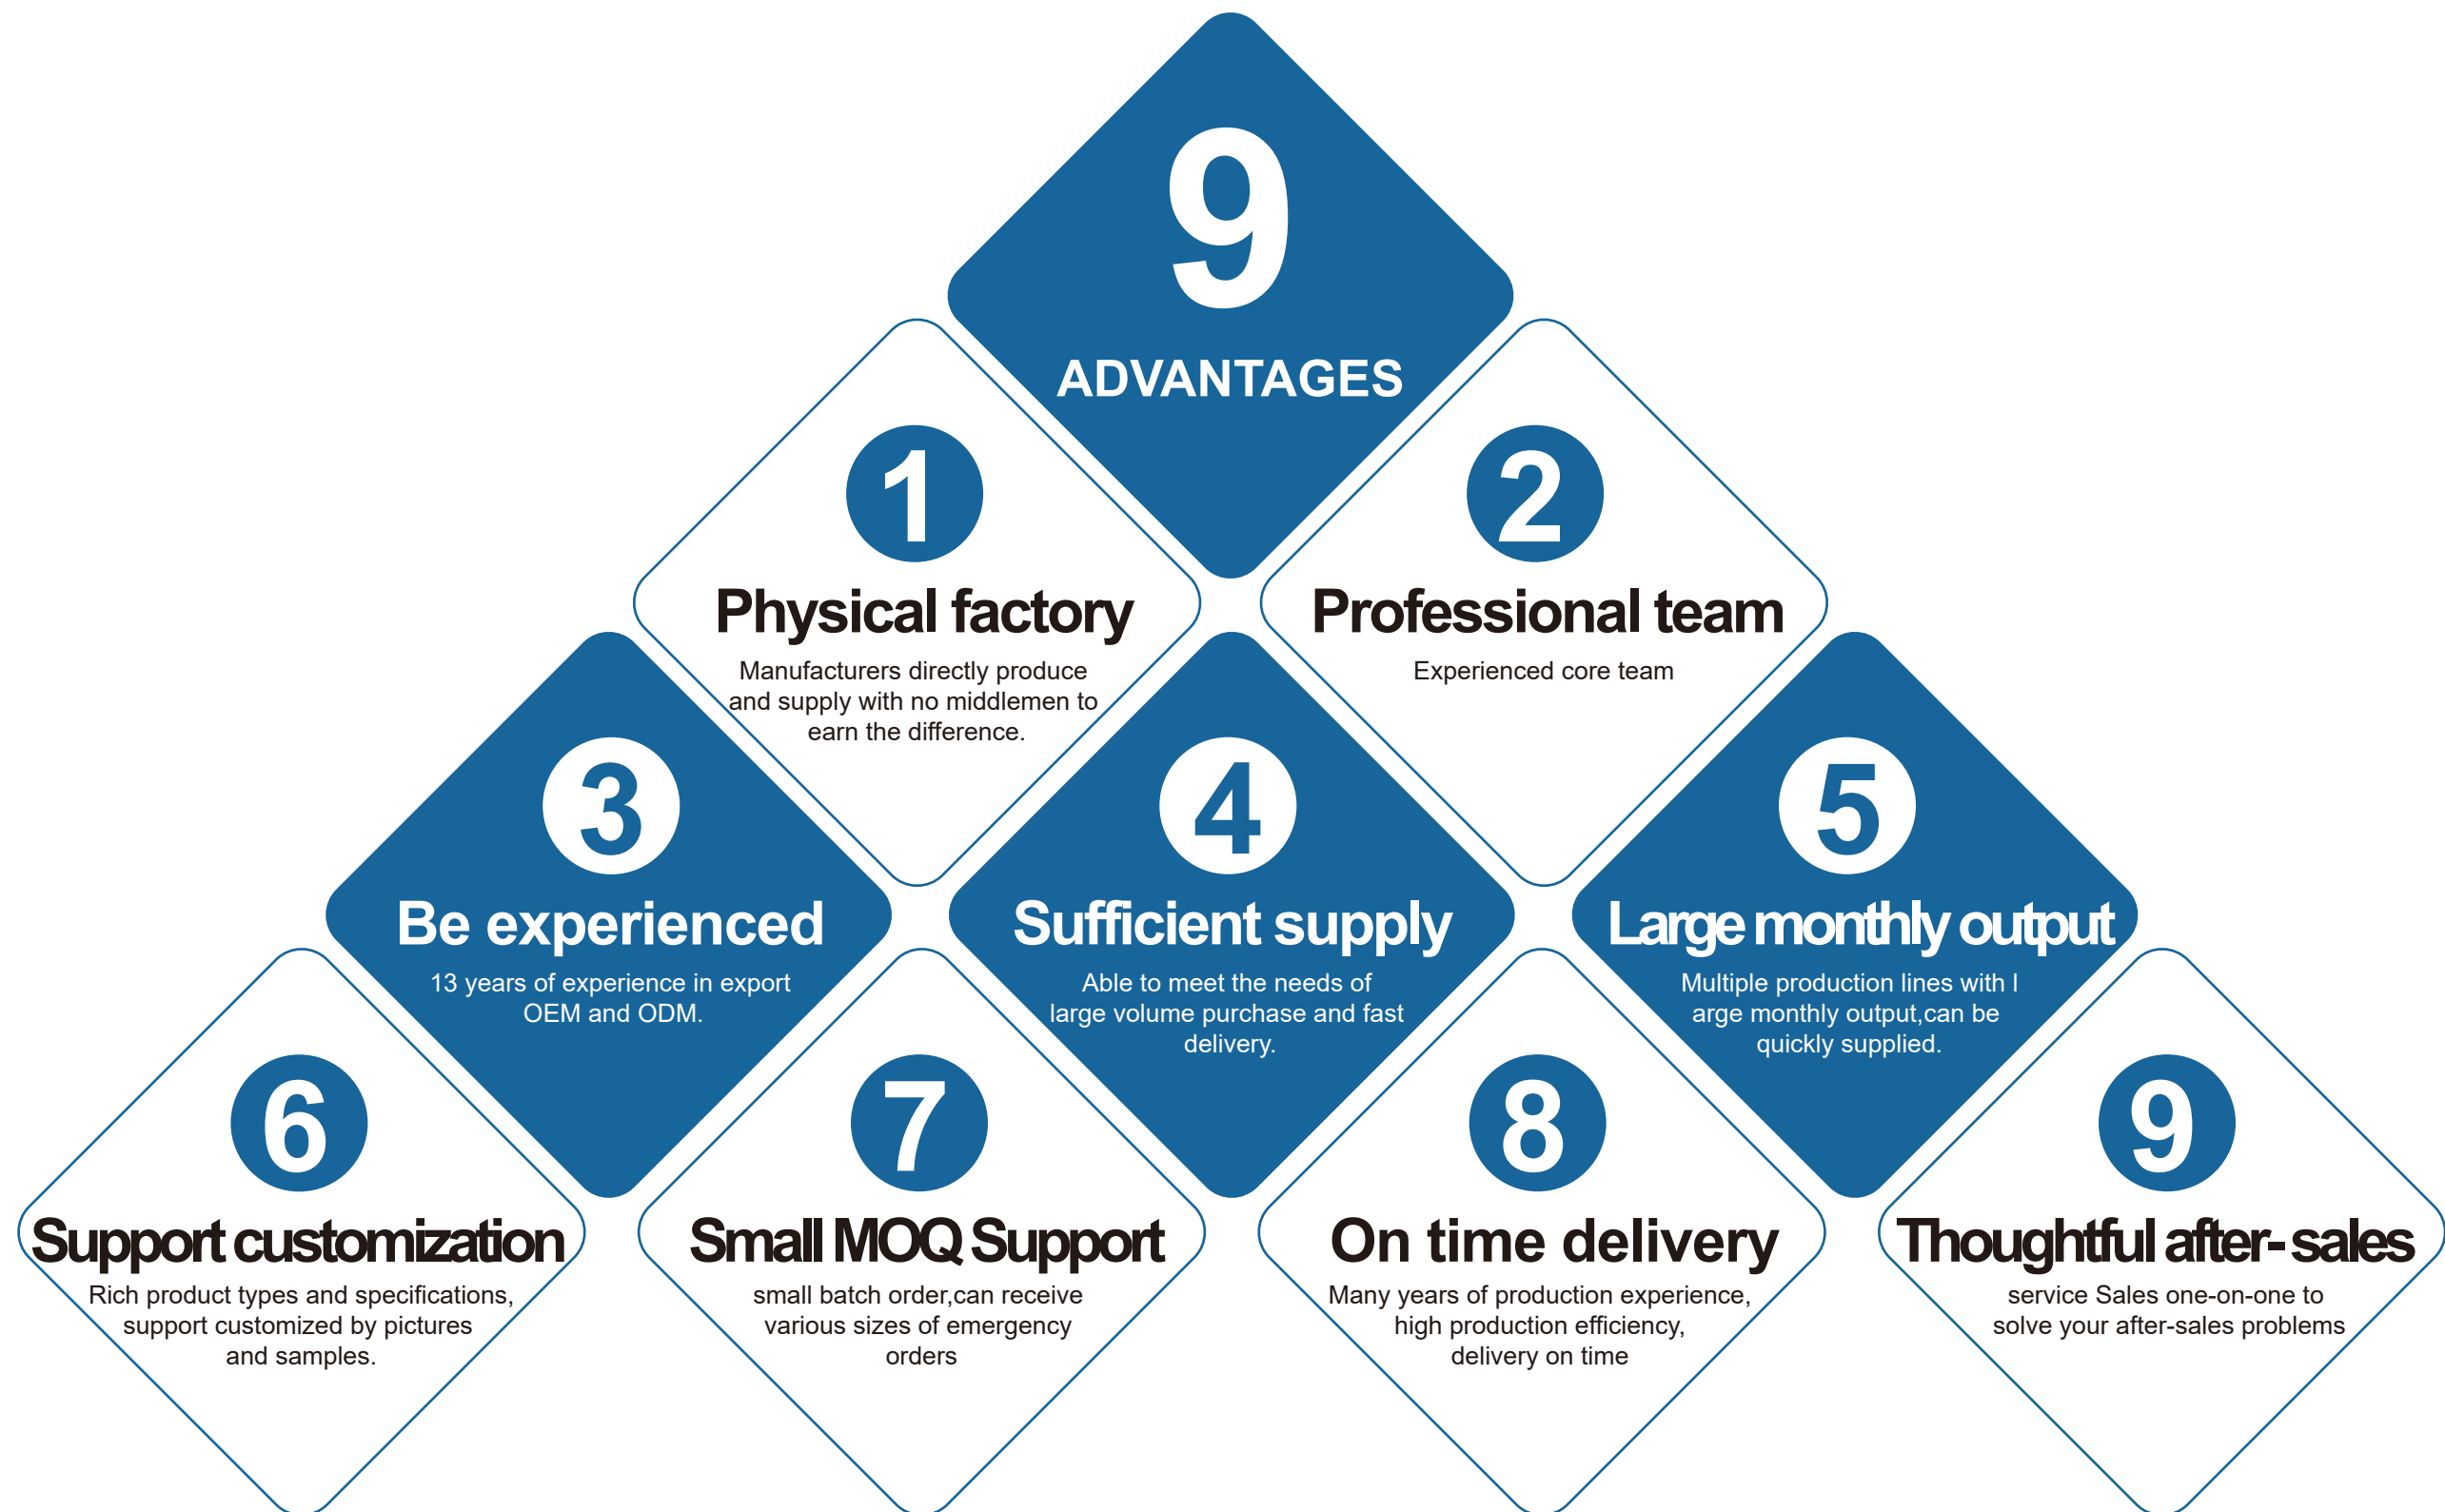 9
ADVANTAGES
1
Physical factory
Manufacturers directly produce
and supply with no middlemen to
earn the difference.
2
Professional team
Experienced core team
3
Be experienced
13 years of experience in export
OEM and ODM.
4
Sufficient supply
Able to meet the needs of
large volume purchase and fast
delivery.
5
Large monthly output
Multiple production lines with l
arge monthly output,can be
quickly supplied.
6
Support customization
Rich product types and specifications,
support customized by pictures
and samples.
7
Small MOQ Support
small batch order,can receive
various sizes of emergency
orders
8
On time delivery
Many years of production experience,
high production efficiency,
delivery on time
9
Thoughtful after-sales
service Sales one-on-one to
solve your after-sales problems